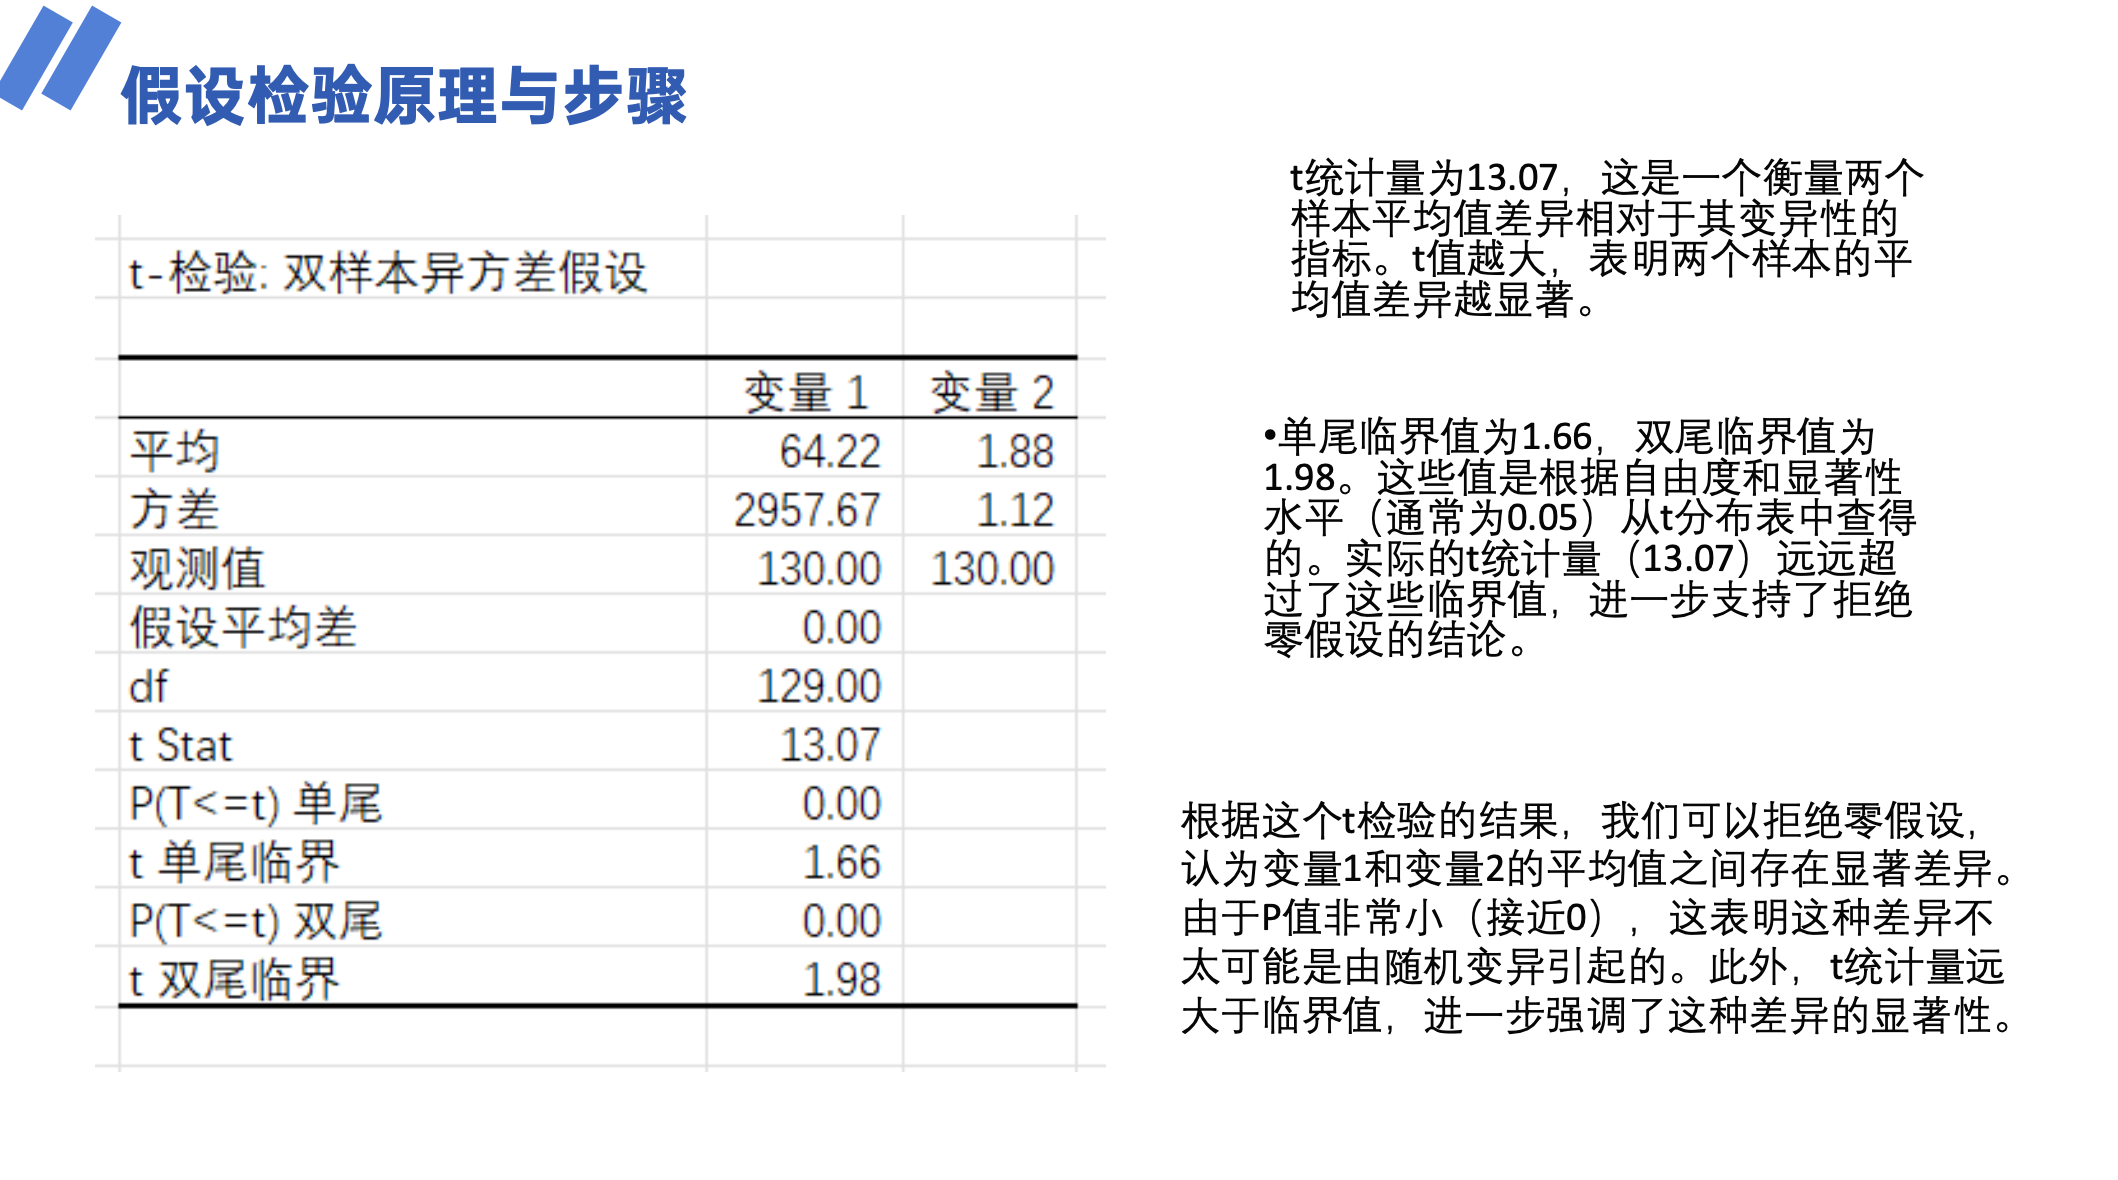 假设检验原理与步骤
t-检验: 双样本异方差假设
变量 1 变量 2
平均 64.22 1.88
方差 2957.67 1.12
观测值 130.00 130.00
假设平均差 0.00
df 129.00
t Stat 13.07
P(T<=t) 单尾 0.00
t 单尾临界 1.66
P(T<=t) 双尾 0.00
t 双尾临界 1.98
t统计量为13.07，这是一个衡量两个
样本平均值差异相对于其变异性的
指标。t值越大，表明两个样本的平
均值差异越显著。
•单尾临界值为1.66，双尾临界值为
1.98。这些值是根据自由度和显著性
水平（通常为0.05）从t分布表中查得
的。实际的t统计量（13.07）远远超
过了这些临界值，进一步支持了拒绝
零假设的结论。
根据这个t检验的结果，我们可以拒绝零假设，
认为变量1和变量2的平均值之间存在显著差异。
由于P值非常小（接近0），这表明这种差异不
太可能是由随机变异引起的。此外，t统计量远
大于临界值，进一步强调了这种差异的显著性。